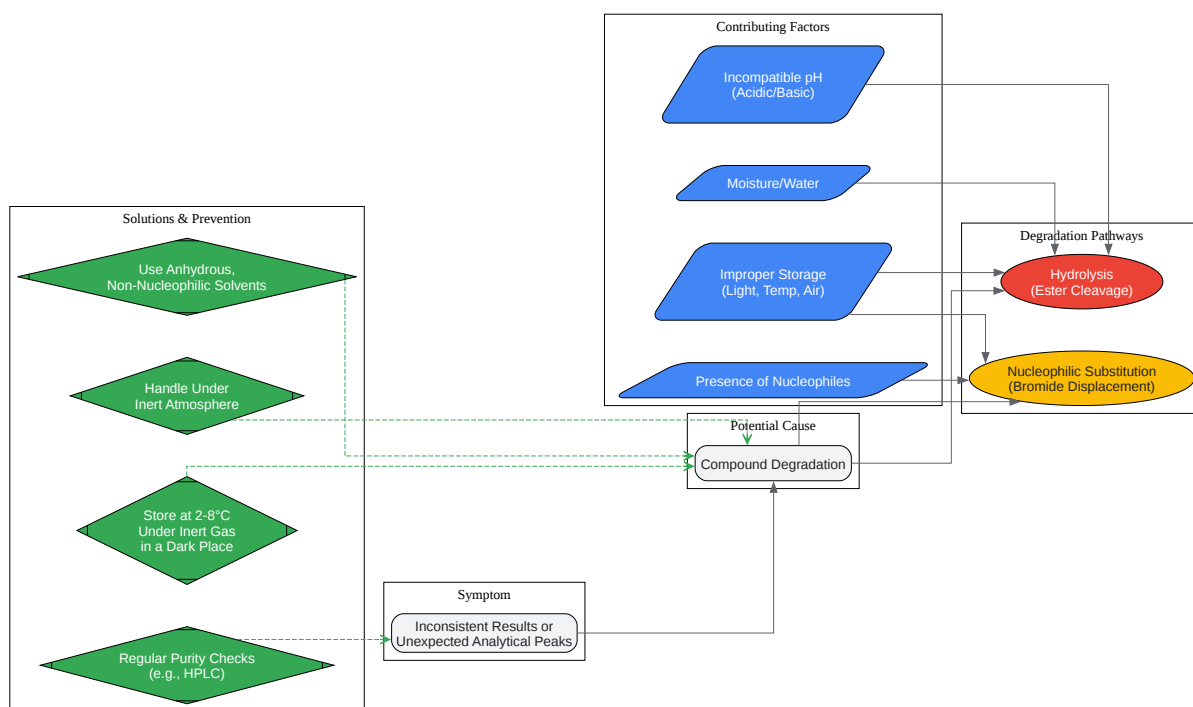 Contributing Factors
Incompatible pH
(Acidic/Basic)
Moisture/Water
Improper Storage
(Light, Temp, Air)
Presence of Nucleophiles
Degradation Pathways
Hydrolysis
(Ester Cleavage)
Nucleophilic Substitution
(Bromide Displacement)
Solutions & Prevention
Use Anhydrous,
Non-Nucleophilic Solvents
Handle Under
Inert Atmosphere
Store at 2-8°C
Under Inert Gas
in a Dark Place
Regular Purity Checks
(e.g., HPLC)
Potential Cause
Compound Degradation
Symptom
Inconsistent Results or
Unexpected Analytical Peaks